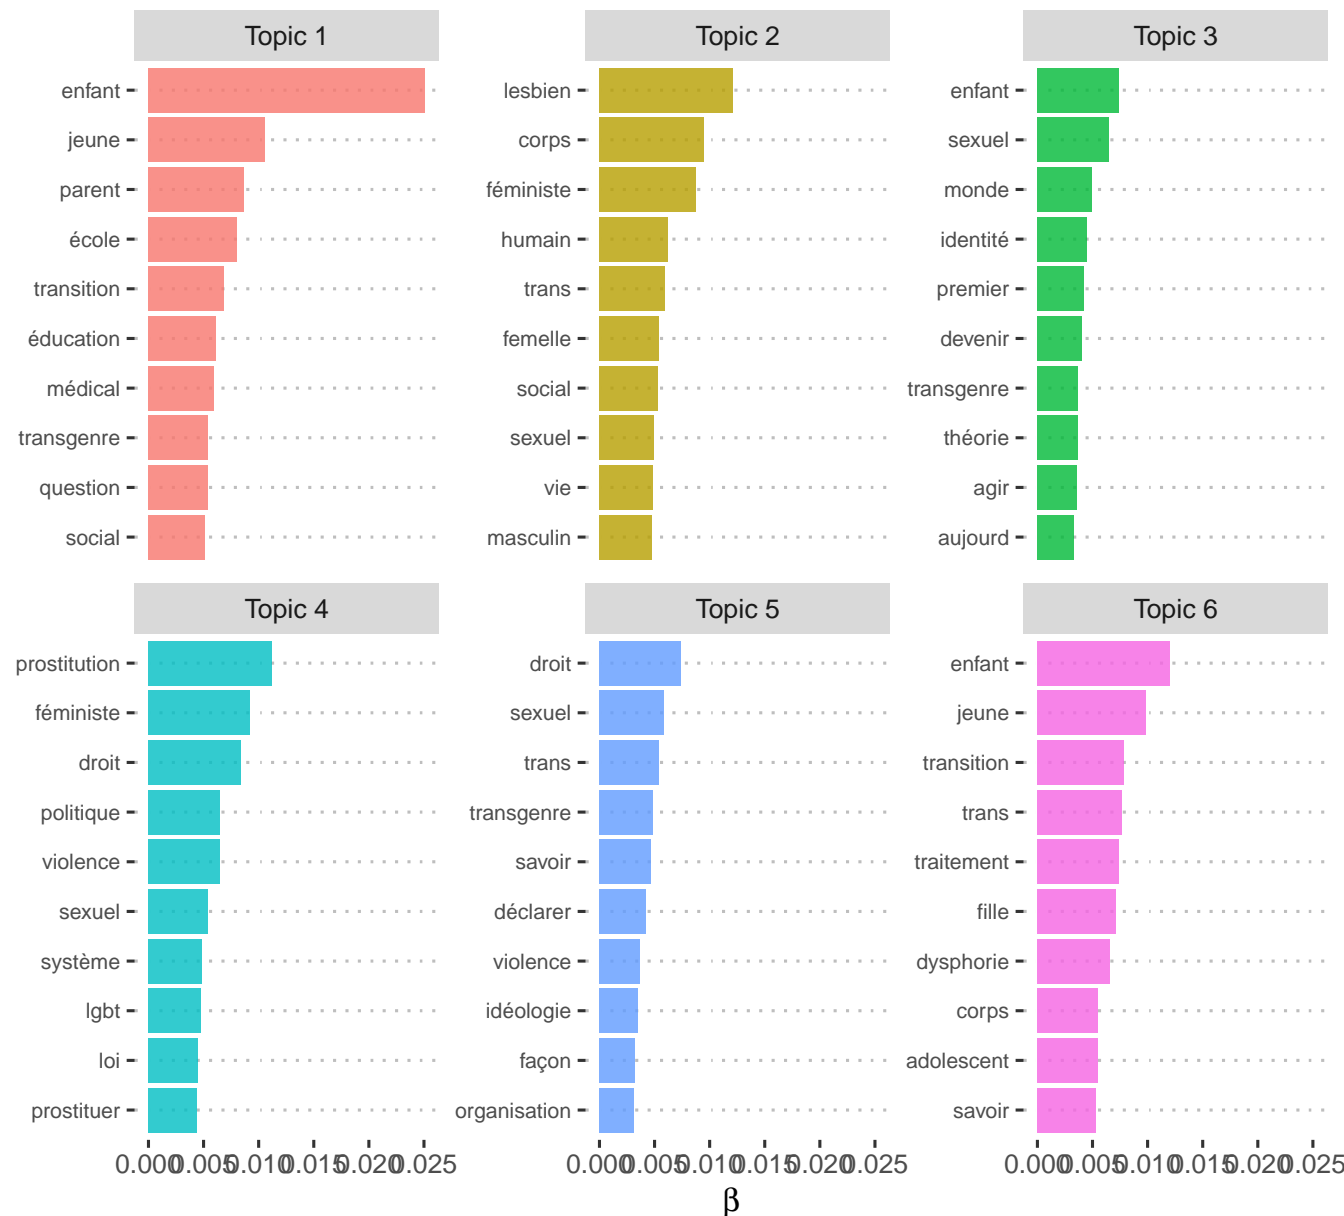 Topic 1
enfant
jeune
parent
école
transition
éducation
médical
transgenre
question
social
Topic 2
lesbien
corps
féministe
humain
trans
femelle
social
sexuel
vie
masculin
Topic 3
enfant
sexuel
monde
identité
premier
devenir
transgenre
théorie
agir
aujourd
Topic 4
prostitution
féministe
droit
politique
violence
sexuel
système
lgbt
loi
prostituer
0.000 0.005 0.010 0.015 0.020 0.025
Topic 5
droit
sexuel
trans
transgenre
savoir
déclarer
violence
idéologie
façon
organisation
0.000 0.005 0.010 0.015 0.020 0.025
Topic 6
enfant
jeune
transition
trans
traitement
fille
dysphorie
corps
adolescent
savoir
0.000 0.005 0.010 0.015 0.020 0.025
β